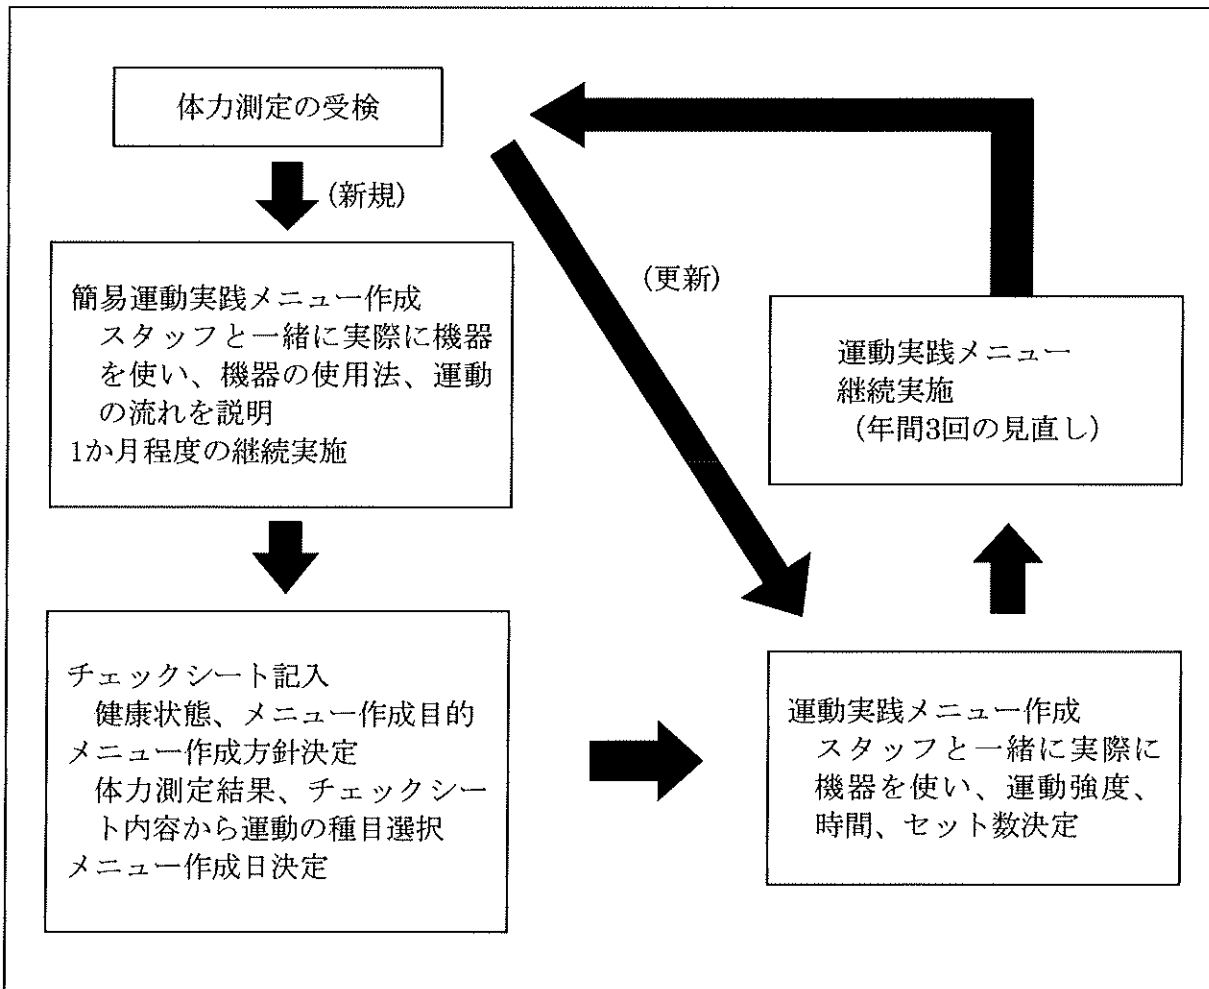 体力測定の受検
(新規)
簡易運動実践メニュー作成
スタッフと一緒に実際に機器
を使い、機器の使用法、運動
の流れを説明
1か月程度の継続実施
チェックシート記入
健康状態、メニュー作成目的
メニュー作成方針決定
体力測定結果、チェックシー
ト内容から運動の種目選択
メニュー作成日決定
(更新)
運動実践メニュー作成
スタッフと一緒に実際に
機器を使い、運動強度、
時間、セット数決定
運動実践メニュー
継続実施
(年間3回の見直し)